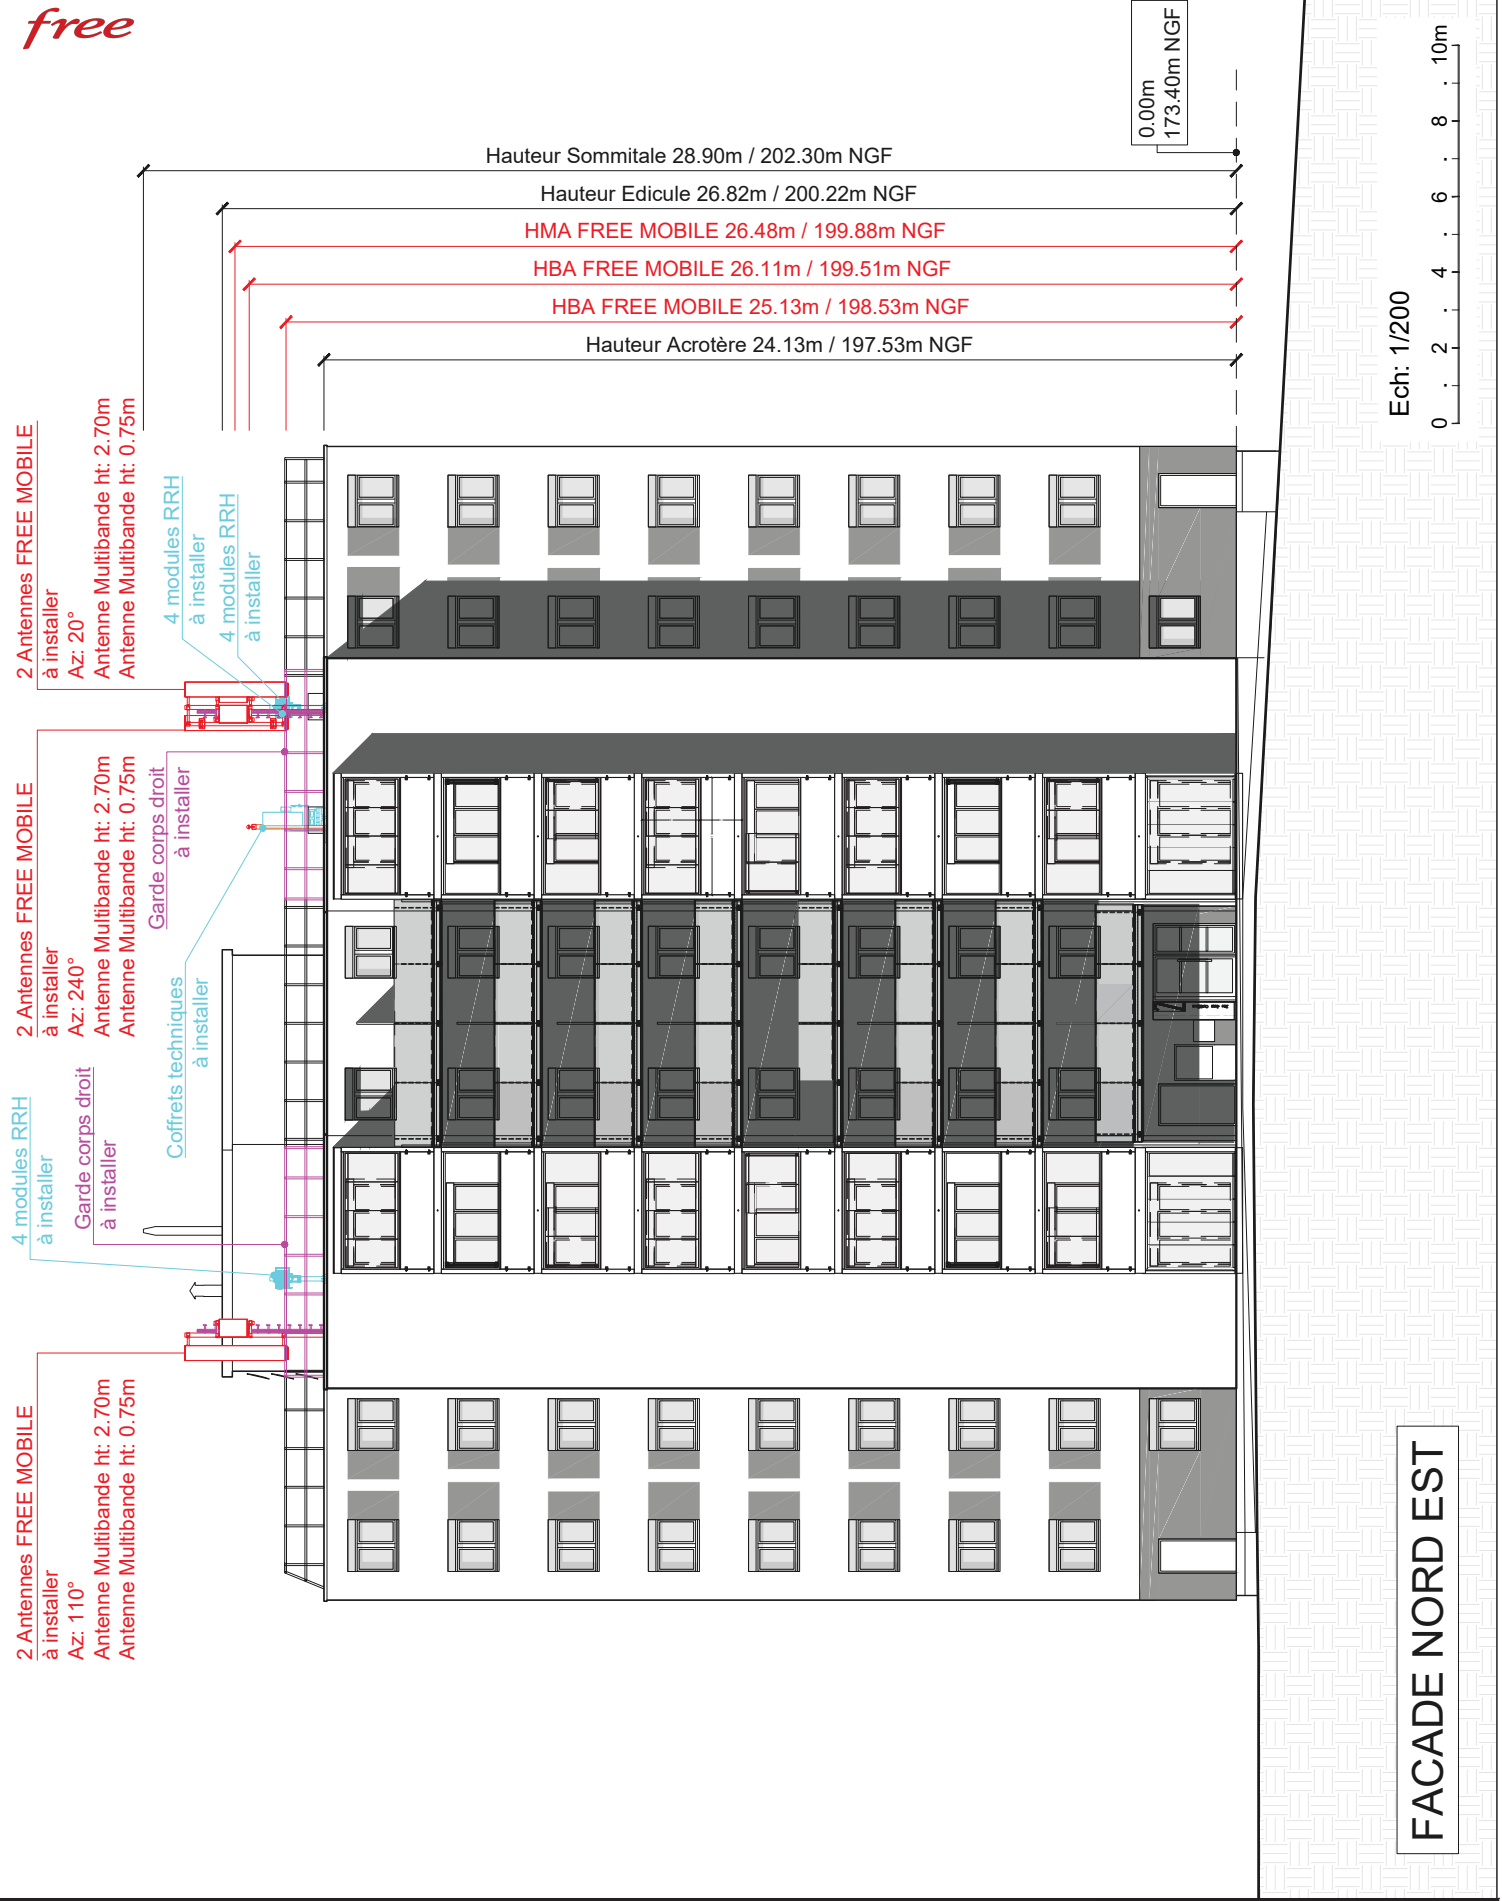 free
2 Antennes FREE MOBILE
à installer
Az: 110°
Antenne Multibande ht: 2.70m
Antenne Multibande ht: 0.75m
4 modules RRH
à installer
Garde corps droit
à installer
Coffrets techniques
à installer
2 Antennes FREE MOBILE
à installer
Az: 240°
Antenne Multibande ht: 2.70m
Antenne Multibande ht: 0.75m
Garde corps droit
à installer
2 Antennes FREE MOBILE
à installer
Az: 20°
Antenne Multibande ht: 2.70m
Antenne Multibande ht: 0.75m
4 modules RRH
à installer
4 modules RRH
à installer
Hauteur Sommitale 28.90m / 202.30m NGF
Hauteur Edicule 26.82m / 200.22m NGF
HMA FREE MOBILE 26.48m / 199.88m NGF
HBA FREE MOBILE 26.11m / 199.51m NGF
HBA FREE MOBILE 25.13m / 198.53m NGF
Hauteur Acrotère 24.13m / 197.53m NGF
0.00m
173.40m NGF
Ech: 1/200
0 2 4 6 8 10m
FACADE NORD EST